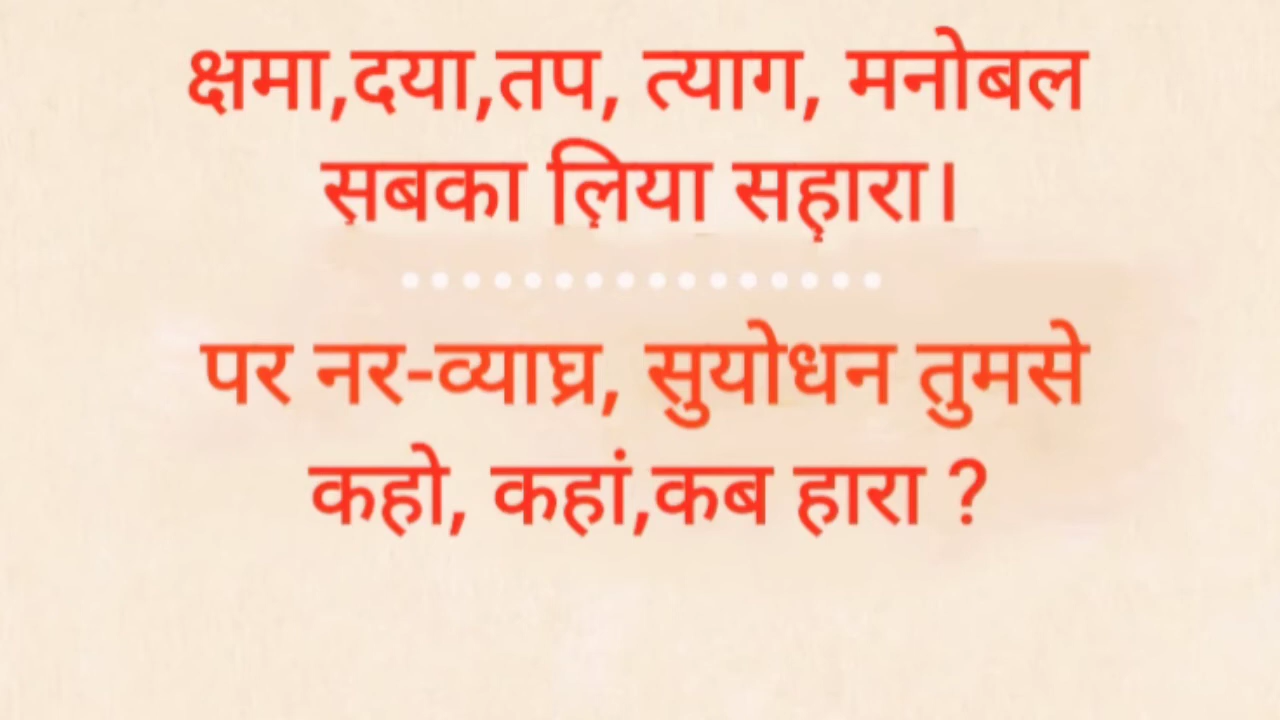 क्षमा,दया,तप, त्याग, मनोबल
सबका लिया सहारा।
पर नर-व्याघ्र, सुयोधन तुमसे
कहो, कहां,कब हारा ?